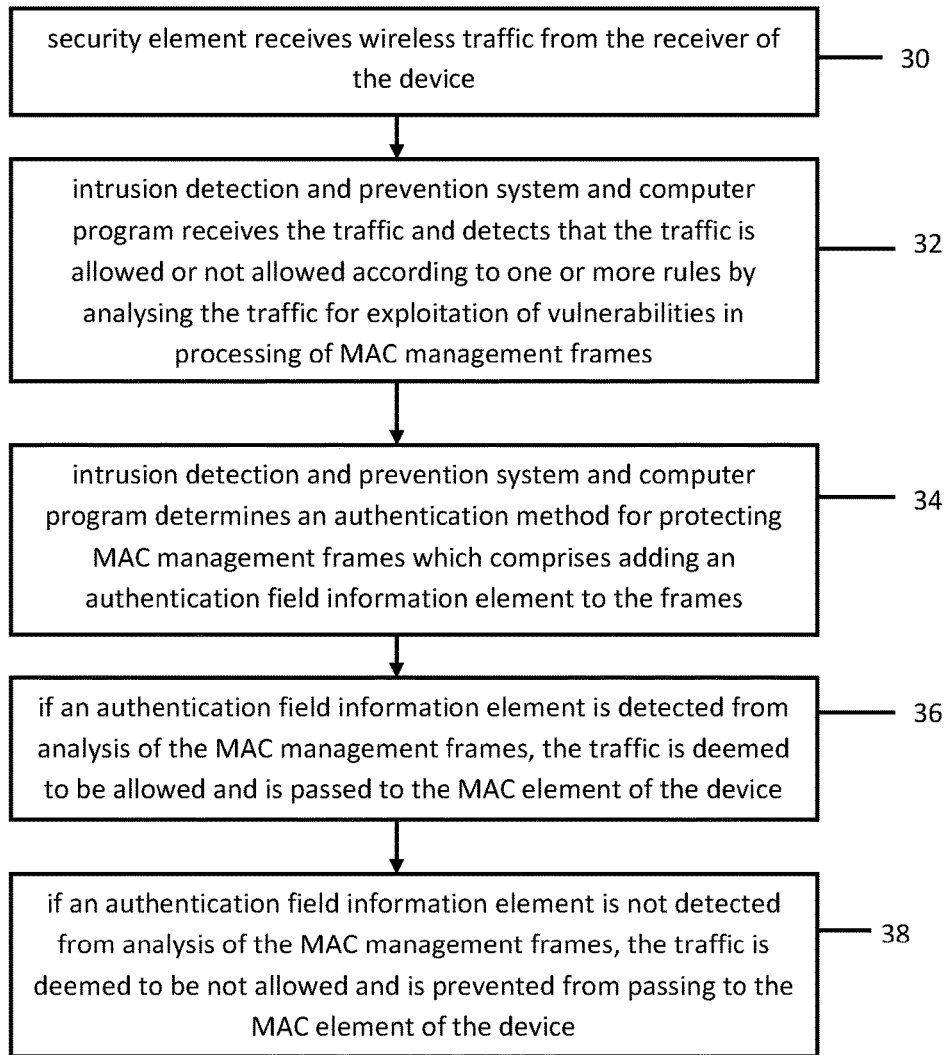 security element receives wireless traffic from the receiver of
the device
30
intrusion detection and prevention system and computer
program receives the traffic and detects that the traffic is
allowed or not allowed according to one or more rules by
analysing the traffic for exploitation of vulnerabilities in
processing of MAC management frames
32
intrusion detection and prevention system and computer
program determines an authentication method for protecting
MAC management frames which comprises adding an
authentication field information element to the frames
34
if an authentication field information element is detected from
analysis of the MAC management frames, the traffic is deemed
to be allowed and is passed to the MAC element of the device
36
if an authentication field information element is not detected
from analysis of the MAC management frames, the traffic is
deemed to be not allowed and is prevented from passing to the
MAC element of the device
38